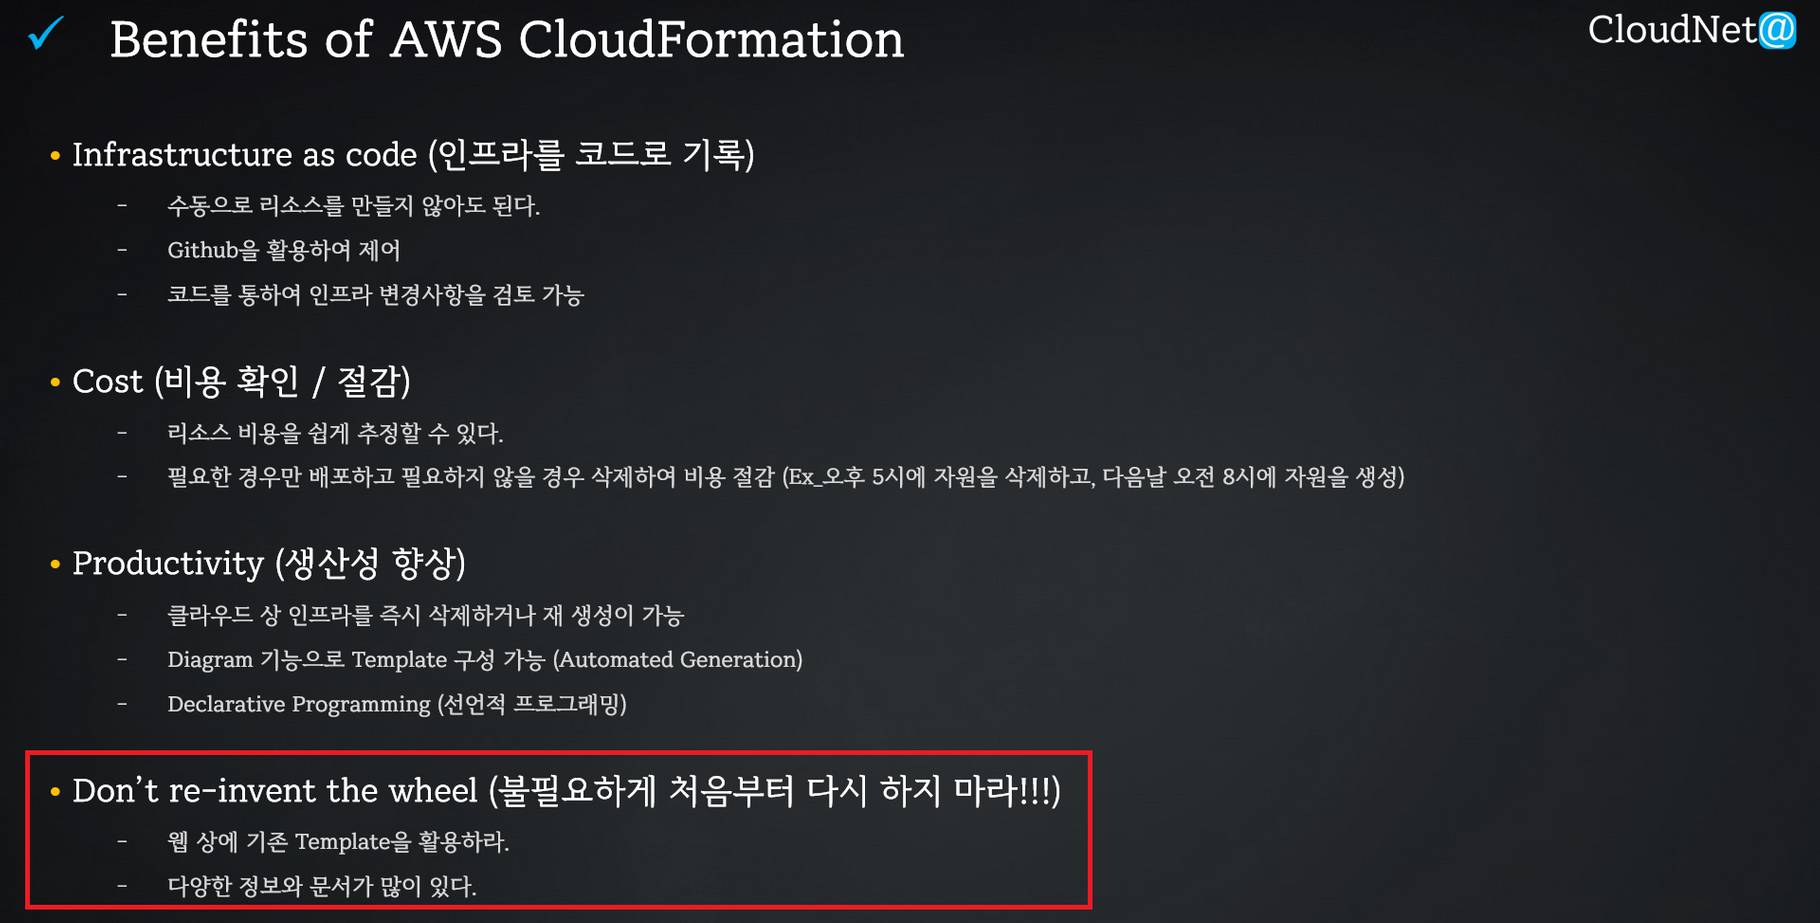 ✓ Benefits of AWS CloudFormation
CloudNet@
• Infrastructure as code (인프라를 코드로 기록)
- 수동으로 리소스를 만들지 않아도 된다.
- Github을 활용하여 제어
- 코드를 통하여 인프라 변경사항을 검토 가능
• Cost (비용 확인 / 절감)
- 리소스 비용을 쉽게 추정할 수 있다.
- 필요한 경우만 배포하고 필요하지 않을 경우 삭제하여 비용 절감 (Ex_오후 5시에 자원을 삭제하고, 다음날 오전 8시에 자원을 생성)
• Productivity (생산성 향상)
- 클라우드 상 인프라를 즉시 삭제하거나 재 생성이 가능
- Diagram 기능으로 Template 구성 가능 (Automated Generation)
- Declarative Programming (선언적 프로그래밍)
• Don’t re-invent the wheel (불필요하게 처음부터 다시 하지 마라!!!)
- 웹 상에 기존 Template을 활용하라.
- 다양한 정보와 문서가 많이 있다.